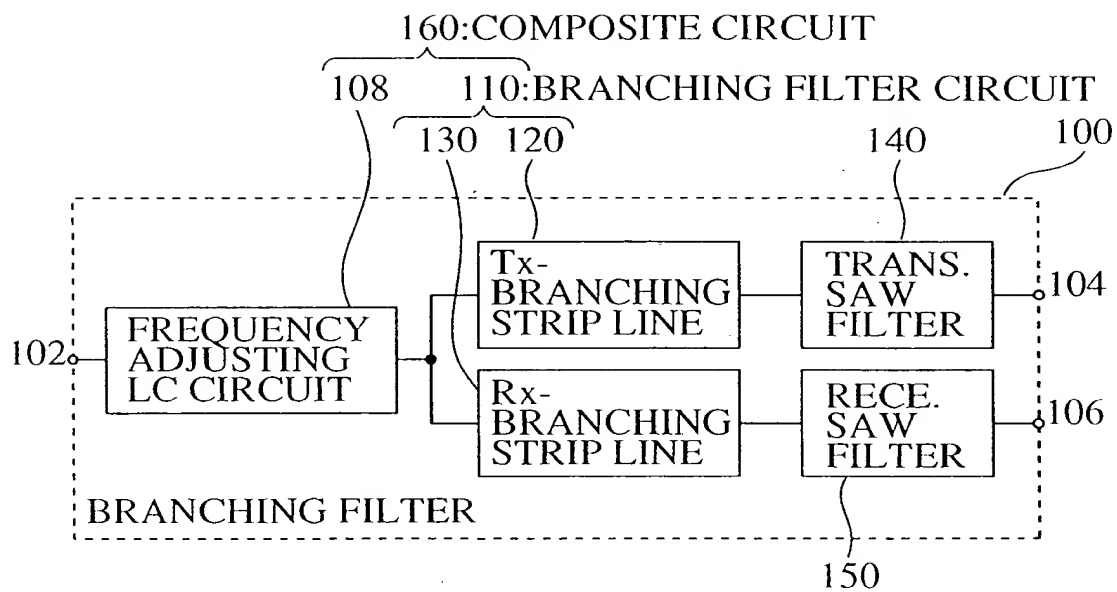 160:COMPOSITE CIRCUIT
108
110:BRANCHING FILTER CIRCUIT
130
120
140
100
Tx-
BRANCHING
STRIP LINE
TRANS.
SAW
FILTER
104
102
FREQUENCY
ADJUSTING
LC CIRCUIT
Rx-
BRANCHING
STRIP LINE
RECE.
SAW
FILTER
106
BRANCHING FILTER
150